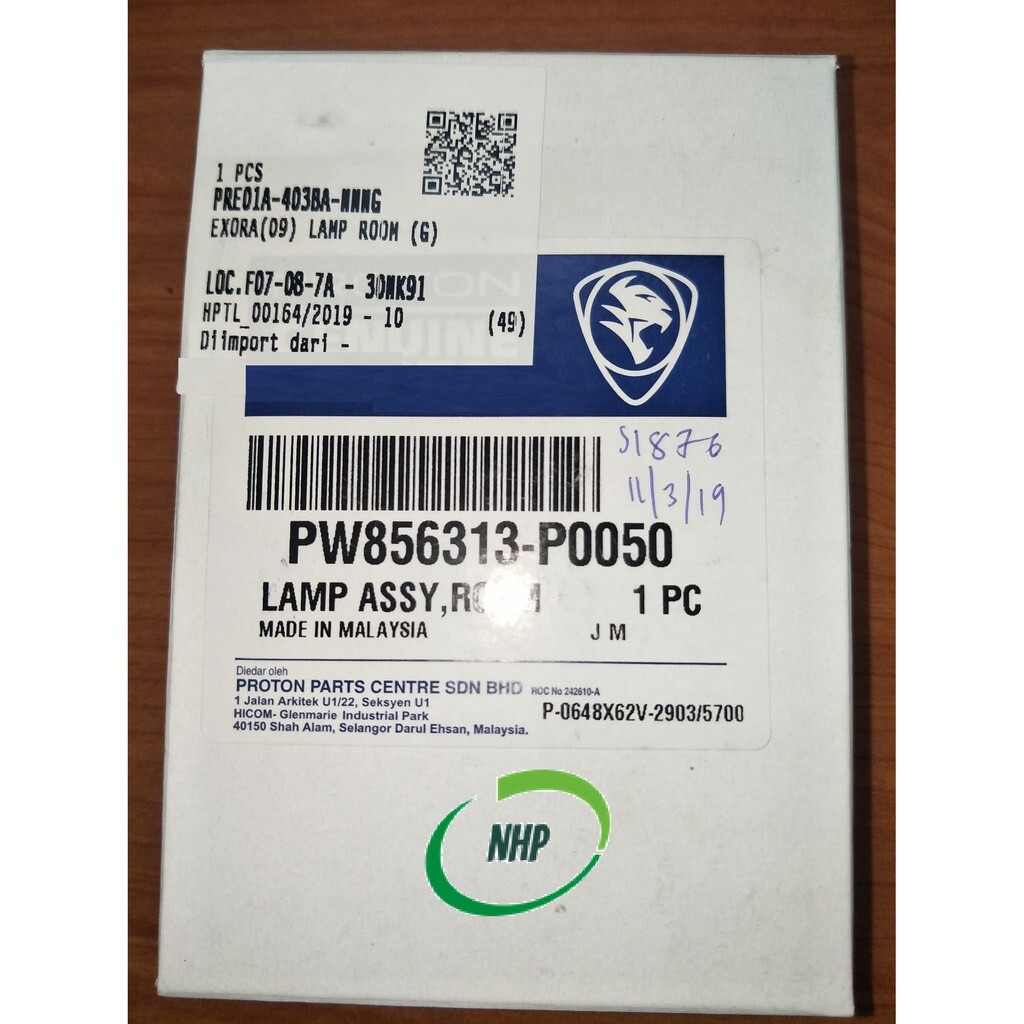 1 PCS
PRE01A-403BA-NNNG
EXORA(09) LAMP ROOM (G)
LOC.F07-08-7A - 30NK91
HPTL_00164/2019 - 10 (49)
Diimport dari -
S1876
11/3/19
PW856313-P0050
LAMP ASSY, 1 PC
MADE IN MALAYSIA J M
Diedar oleh
PROTON PARTS CENTRE SDN BHD ROC No 242610-A
1 Jalan Arkitek U1/22, Seksyen U1
HICOM- Glenmarie Industrial Park
40150 Shah Alam, Selangor Darul Ehsan, Malaysia.
P-0648X62V-2903/5700
NHP